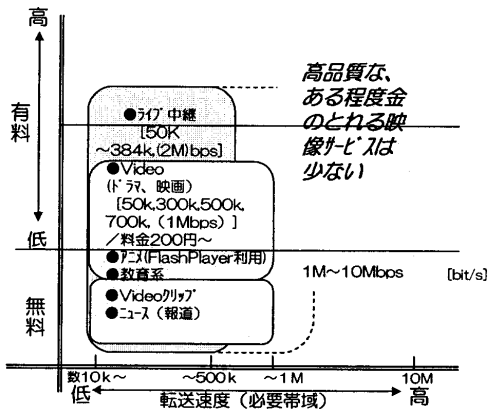 高
有料
低
無料
●ﾗｲﾌﾞ中継
[50K
～384k,(2M)bps]
●Video
(ﾄﾞﾗﾏ、映画)
[50k,300k,500k,
700k,（1Mbps）]
／料金200円～
●ｱﾆﾒ(FlashPlayer利用)
●教育系
●Videoｸﾘｯﾌﾟ
●ﾆｭｰｽ（報道）
高品質な、
ある程度金
のとれる映
像ｻｰﾋﾞｽは
少ない
1M～10Mbps
[bit/s]
数10k～
～500k
～1M
10M
低
転送速度（必要帯域）
高